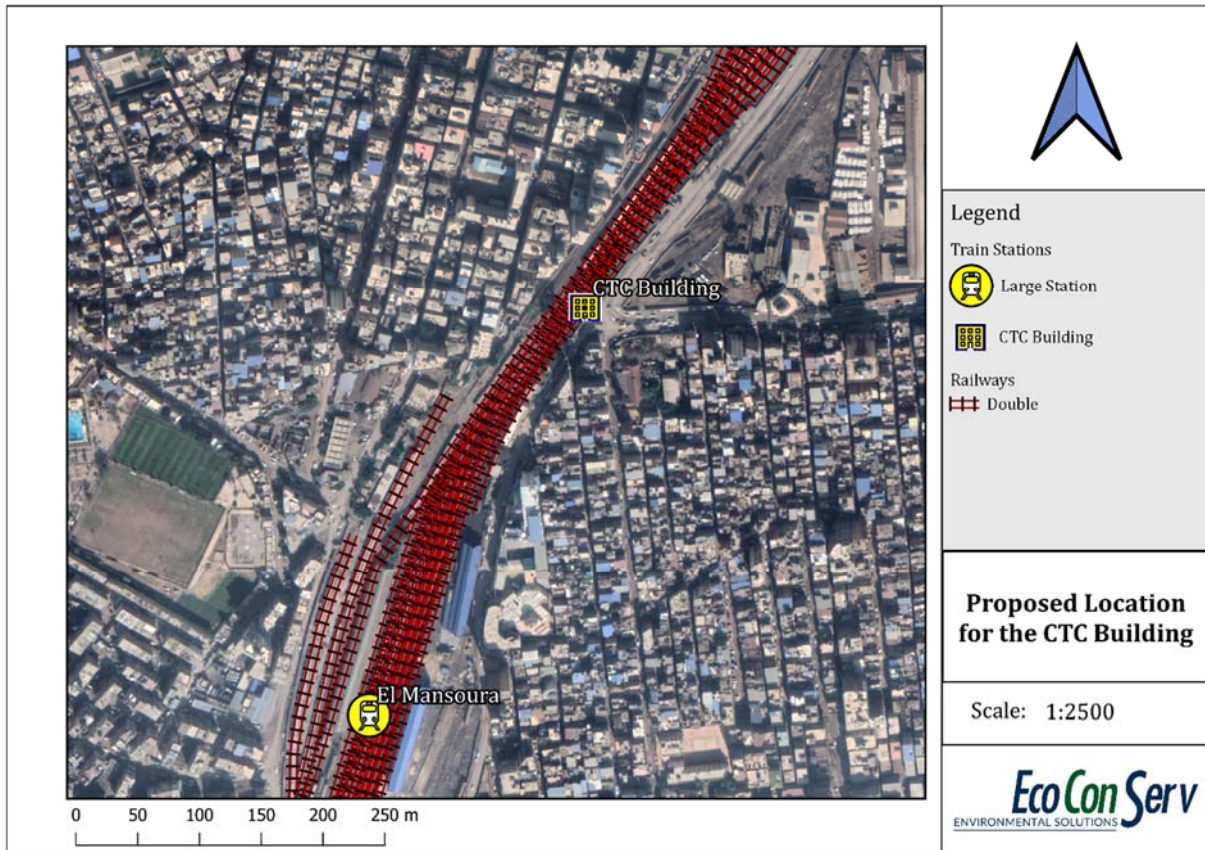 CTC Building
El Mansoura
0 50 100 150 200 250 m
Legend
Train Stations
Large Station
CTC Building
Railways
Double
Proposed Location
for the CTC Building
Scale: 1:2500
EcoConServ
ENVIRONMENTAL SOLUTIONS